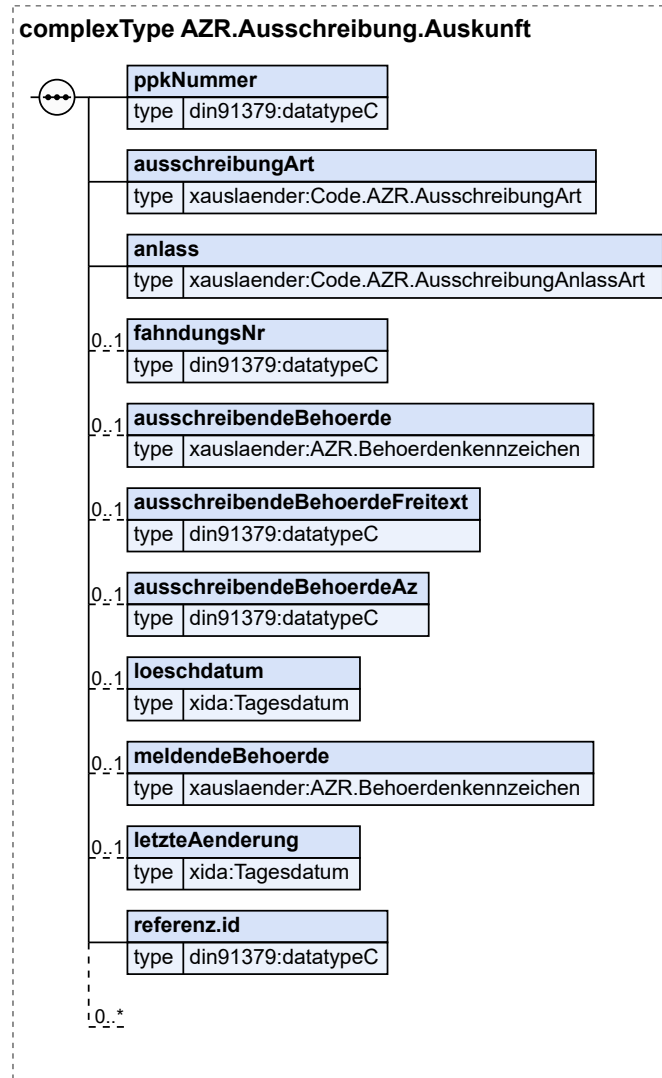 complexType AZR.Ausschreibung.Auskunft
ppkNummer
type din91379:datatypeC
ausschreibungArt
type xauslaender:Code.AZR.AusschreibungArt
anlass
type xauslaender:Code.AZR.AusschreibungAnlassArt
0..1 fahndungsNr
type din91379:datatypeC
0..1 ausschreibendeBehoerde
type xauslaender:AZR.Behoerdenkennzeichen
0..1 ausschreibendeBehoerdeFreitext
type din91379:datatypeC
0..1 ausschreibendeBehoerdeAz
type din91379:datatypeC
0..1 loeschdatum
type xida:Tagesdatum
0..1 meldendeBehoerde
type xauslaender:AZR.Behoerdenkennzeichen
0..1 letzteAenderung
type xida:Tagesdatum
referenz.id
type din91379:datatypeC
0..*